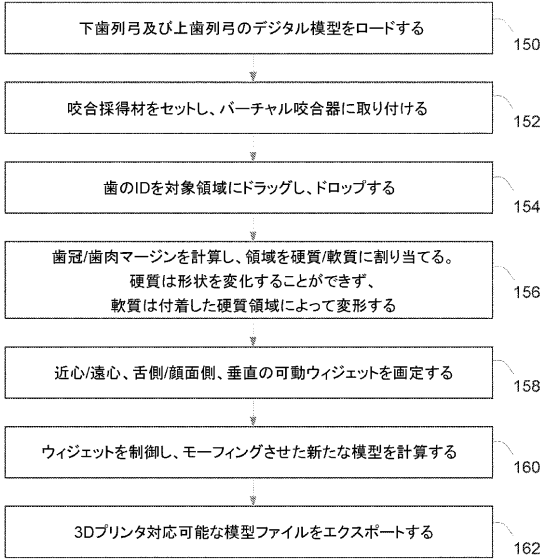 下歯列弓及び上歯列弓のデジタル模型をロードする
150
咬合採得材をセットし、バーチャル咬合器に取り付ける
152
歯のIDを対象領域にドラッグし、ドロップする
154
歯冠/歯肉マージンを計算し、領域を硬質/軟質に割り当てる。
硬質は形状を変化することができず、
軟質は付着した硬質領域によって変形する
156
近心/遠心、舌側/顔面側、垂直の可動ウィジェットを画定する
158
ウィジェットを制御し、モーフィングさせた新たな模型を計算する
160
3Dプリンタ対応可能な模型ファイルをエクスポートする
162